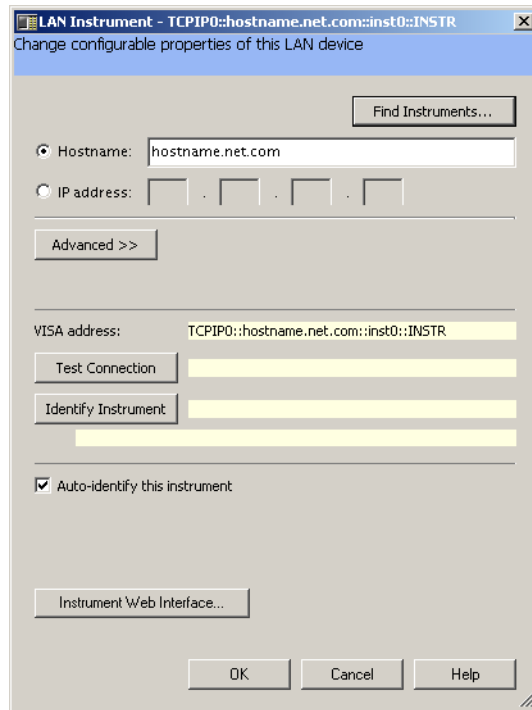 LAN Instrument - TCPIP0::hostname.net.com::inst0::INSTR
Change configurable properties of this LAN device
Find Instruments...
Hostname: hostname.net.com
IP address: . . .
Advanced >>
VISA address: TCPIP0::hostname.net.com::inst0::INSTR
Test Connection
Identify Instrument
Auto-identify this instrument
Instrument Web Interface...
OK Cancel Help